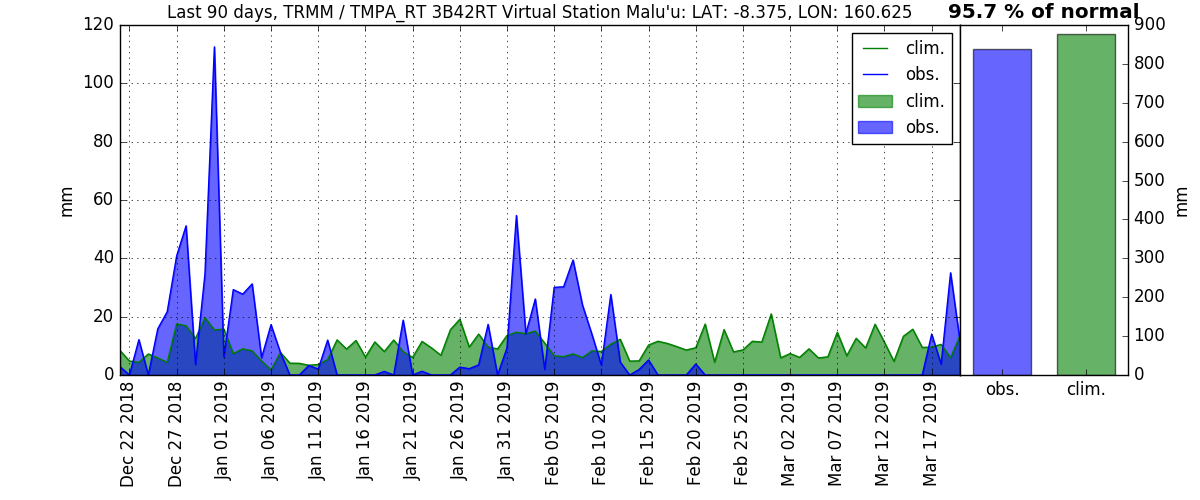 Last 90 days, TRMM / TMPA_RT 3B42RT Virtual Station Malu'u: LAT: -8.375, LON: 160.625
95.7 % of normal
120
100
80
60
40
20
0
mm
clim.
obs.
clim.
obs.
900
800
700
600
500
400
300
200
100
0
mm
Dec 22 2018
Dec 27 2018
Jan 01 2019
Jan 06 2019
Jan 11 2019
Jan 16 2019
Jan 21 2019
Jan 26 2019
Jan 31 2019
Feb 05 2019
Feb 10 2019
Feb 15 2019
Feb 20 2019
Feb 25 2019
Mar 02 2019
Mar 07 2019
Mar 12 2019
Mar 17 2019
obs.
clim.